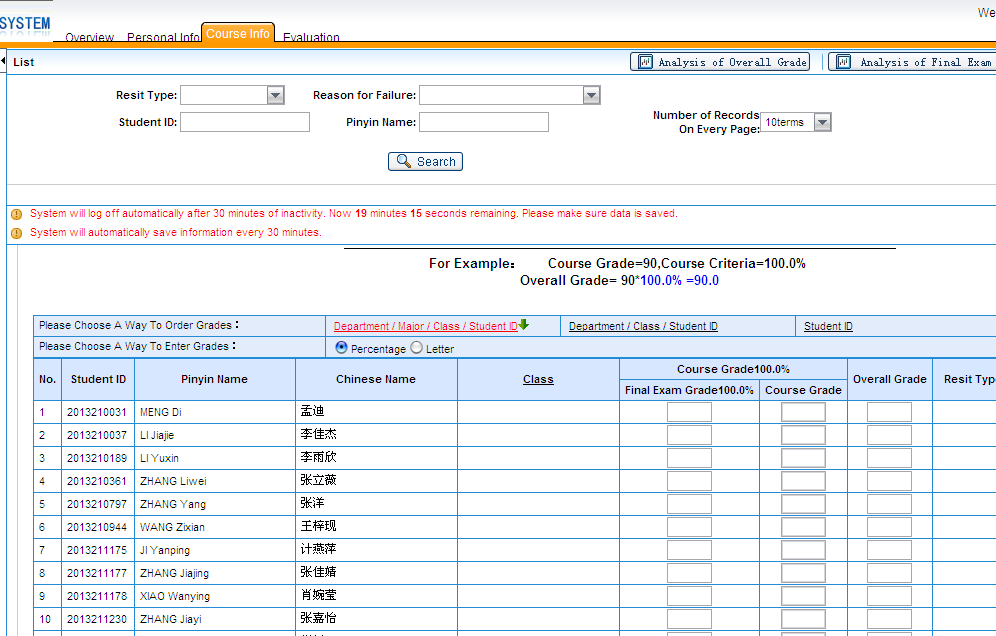 We
SYSTEM
Overview Personal Info Course Info Evaluation
List Analysis of Overall Grade Analysis of Final Exam
Resit Type: Reason for Failure:
Student ID: Pinyin Name: Number of Records On Every Page: 10terms
Search
System will log off automatically after 30 minutes of inactivity. Now 19 minutes 15 seconds remaining. Please make sure data is saved.
System will automatically save information every 30 minutes.
For Example: Course Grade=90,Course Criteria=100.0%
Overall Grade= 90*100.0% =90.0
Please Choose A Way To Order Grades: Department / Major / Class / Student ID Department / Class / Student ID Student ID
Please Choose A Way To Enter Grades: Percentage Letter
No. Student ID Pinyin Name Chinese Name Class Course Grade100.0% Overall Grade Resit Typ
Final Exam Grade100.0% Course Grade
1 2013210031 MENG Di 孟迪
2 2013210037 LI Jiajie 李佳杰
3 2013210189 LI Yuxin 李雨欣
4 2013210361 ZHANG Liwei 张立薇
5 2013210797 ZHANG Yang 张洋
6 2013210944 WANG Zixian 王梓现
7 2013211175 JI Yanping 计燕萍
8 2013211177 ZHANG Jiajing 张佳婧
9 2013211178 XIAO Wanying 肖婉莹
10 2013211230 ZHANG Jiayi 张嘉怡